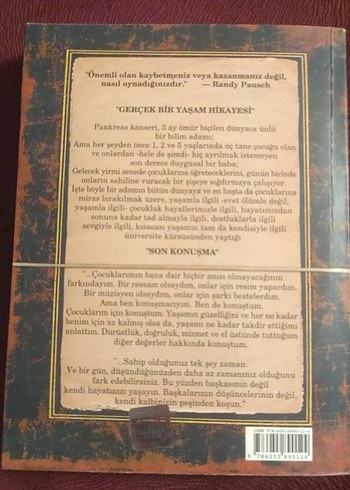 "Önemli olan kaybetmeniz veya kazanmanız değil,
nasıl oynadığınızdır." — Randy Pausch
"GERÇEK BİR YAŞAM HİKAYESİ"
Pankreas kanseri, 3 ay ömür biçilen dünyaca ünlü
bir bilim adamı;
Ama her şeyden önce 1, 2 ve 5 yaşlarında üç tane çocuğu olan
ve onlardan -hele de şimdi- hiç ayrılmak istemeyen
son derece duygusal bir baba;
Gelecek yirmi senede çocuklarına öğreteceklerini, günün birinde
onların sahiline vuracak bir şişeye sığdırmaya çalışıyor.
İşte böyle bir adamın bütün dünyaya ve en başta da çocuklarına
miras bırakılmak üzere, yaşamla ilgili -evet ölümle değil,
yaşamla ilgili- çocukluk hayallerimizle ilgili, hayatımızdan
sonuna kadar tad almayla ilgili, dostluklarla ilgili
sevgiyle ilgili, kısacası yaşamın tam da kendisiyle ilgili
üniversite kürsüsünden yaptığı
"SON KONUŞMA"
"...Çocuklarımın bana dair hiçbir anısı olmayacağının
farkındayım. Bir ressam olsaydım, onlar için resim yapardım.
Bir müzisyen olsaydım, onlar için şarkı bestelerdim.
Ama ben konuşmacıyım. Ben de konuştum.
Çocuklarım için konuştum. Yaşamın güzelliğini ve her ne kadar
benim için az kalmış olsa da, yaşamı ne kadar takdir ettiğimi
anlattım. Dürüstlük, doğruluk, minnet ve el üstünde tuttuğum
diğer değerler hakkında konuştum.
"...Sahip olduğunuz tek şey zaman.
Ve bir gün, düşündüğünüzden daha az zamanınız olduğunu
fark edebilirsiniz. Bu yüzden başkasının değil
kendi hayatınızı yaşayın. Başkalarının düşüncelerinin değil,
kendi kalbinizin peşinden koşun."
9 786055 890124